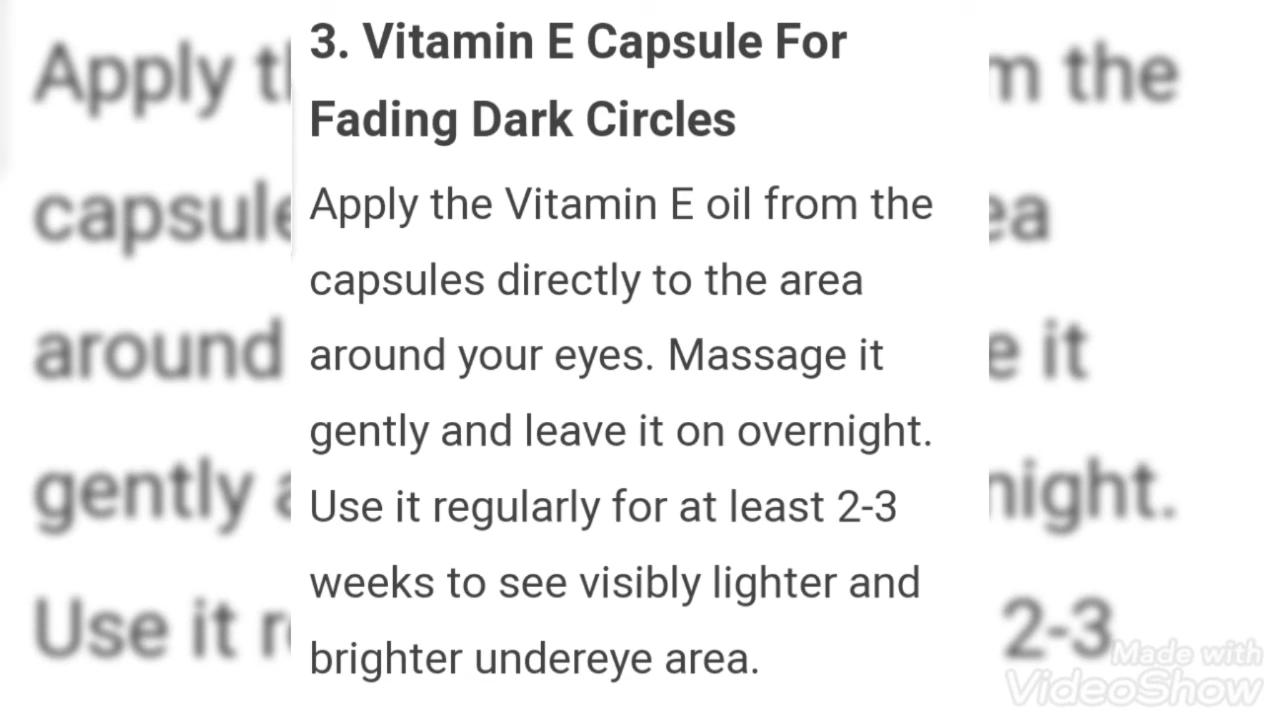 3. Vitamin E Capsule For
Fading Dark Circles
Apply the Vitamin E oil from the
capsules directly to the area
around your eyes. Massage it
gently and leave it on overnight.
Use it regularly for at least 2-3
weeks to see visibly lighter and
brighter undereye area.
Made with
VideoShow